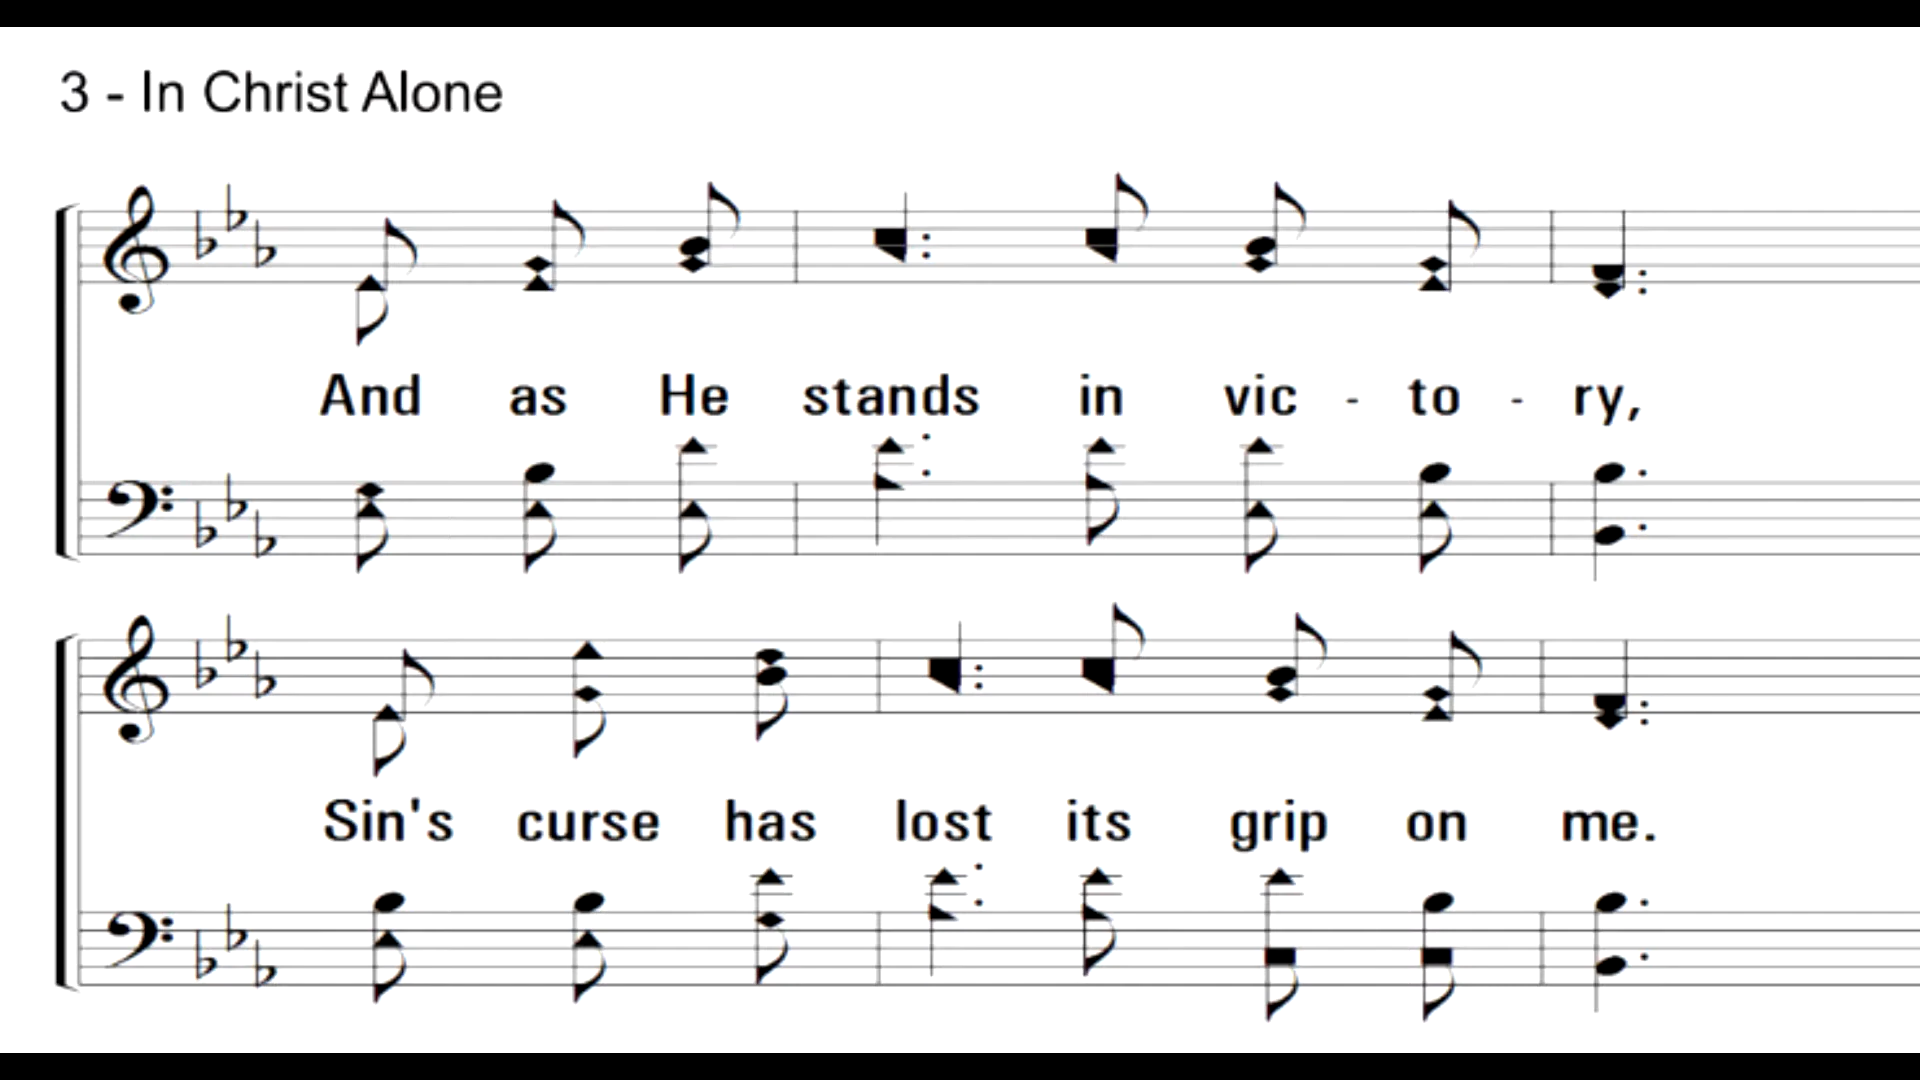 3 - In Christ Alone
And as He stands in vic - to - ry,
Sin's curse has lost its grip on me.